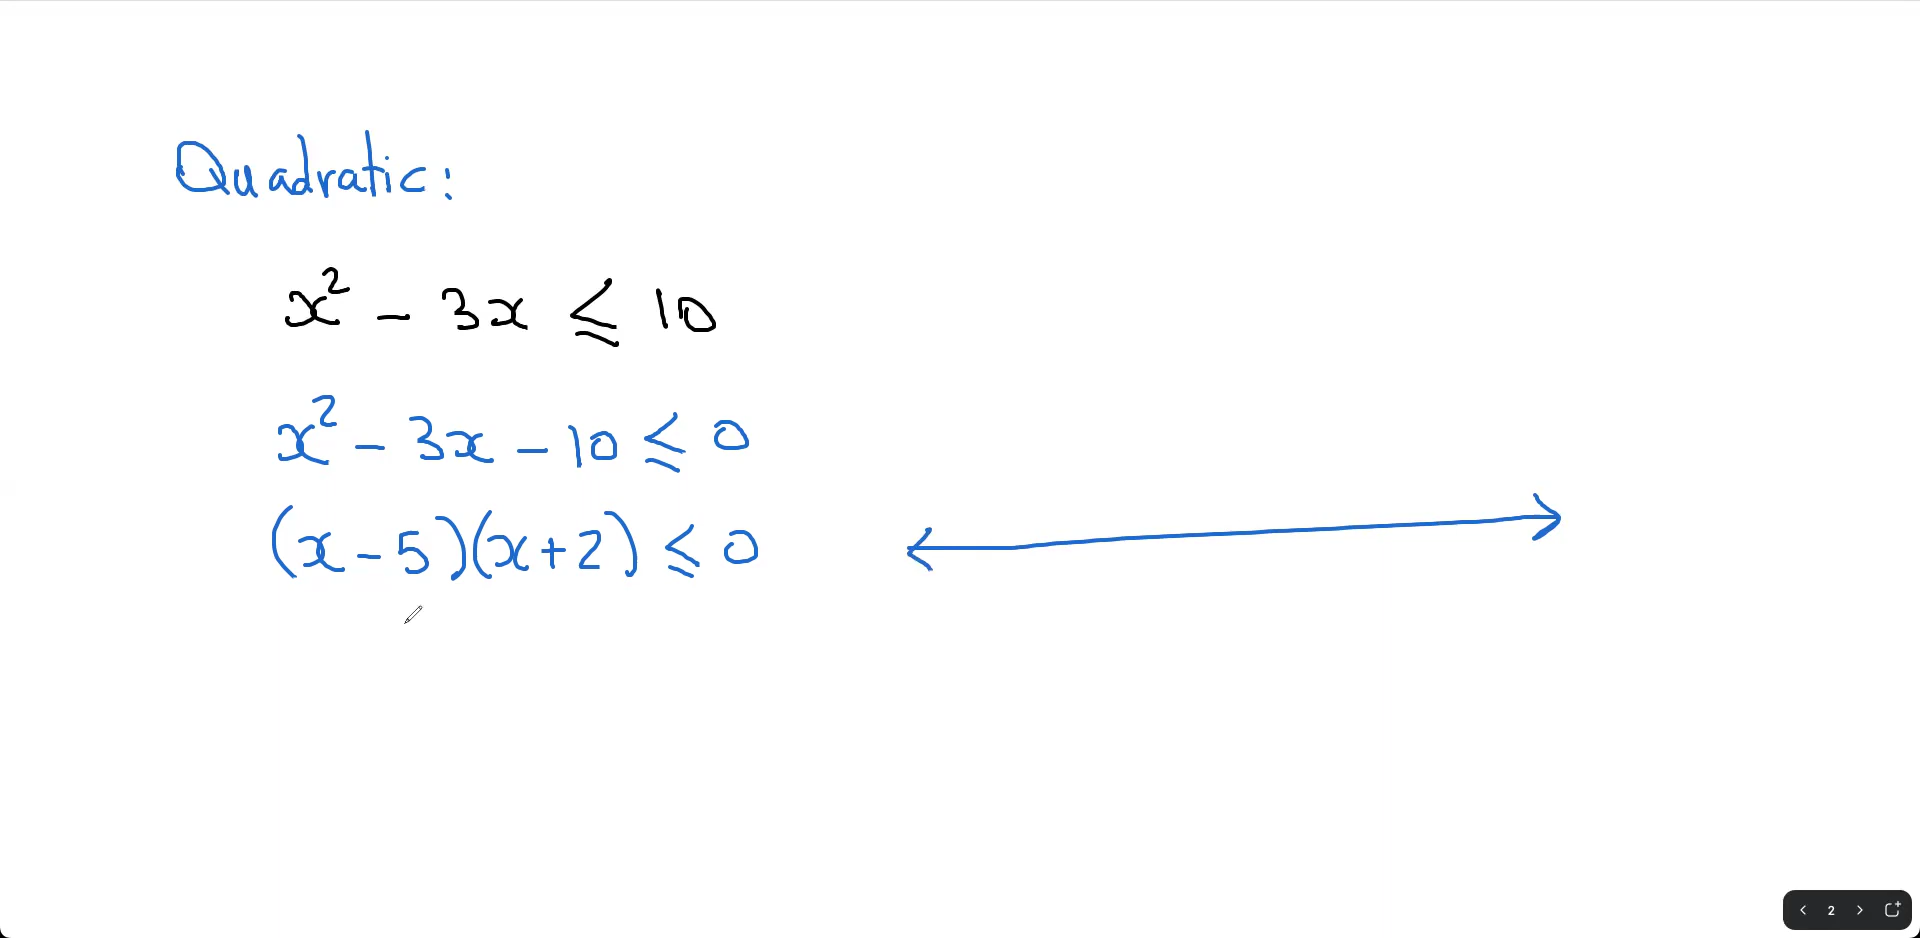 Quadratic:
x² - 3x ≤ 10
x² - 3x - 10 ≤ 0
(x - 5)(x + 2) ≤ 0
2